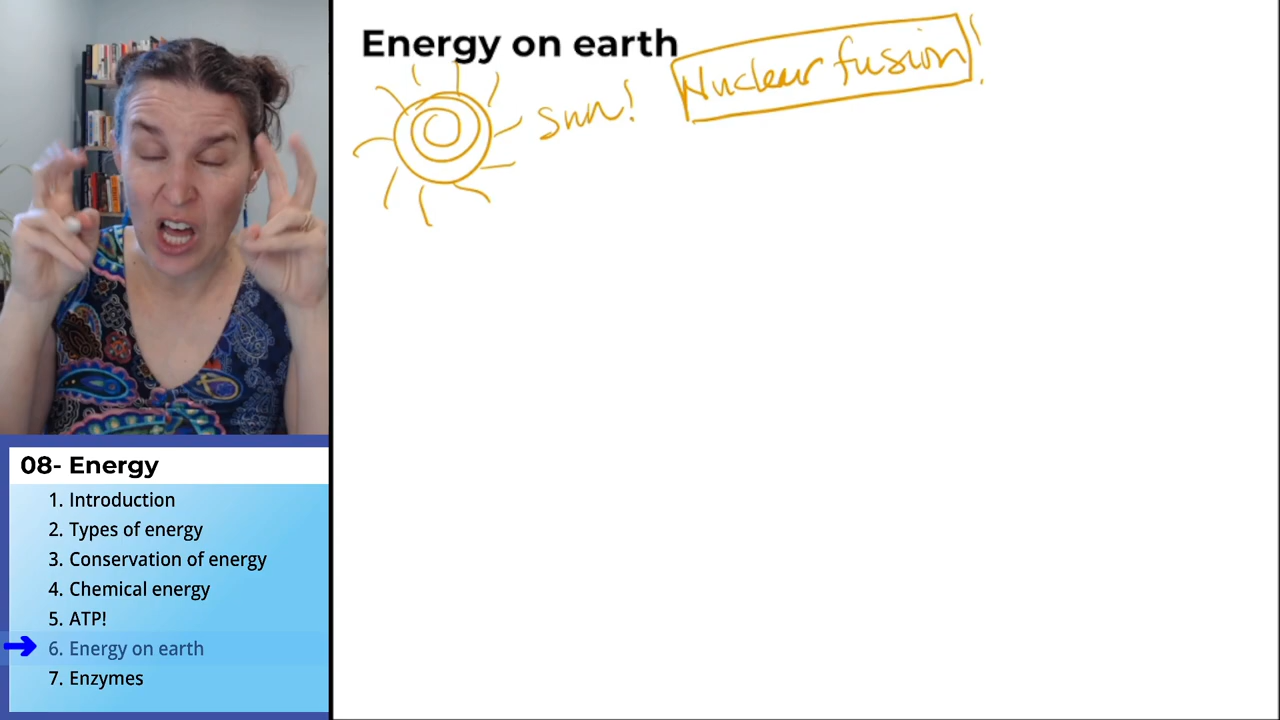 Energy on earth
Nuclear fusion!
sun!
08- Energy
1. Introduction
2. Types of energy
3. Conservation of energy
4. Chemical energy
5. ATP!
6. Energy on earth
7. Enzymes